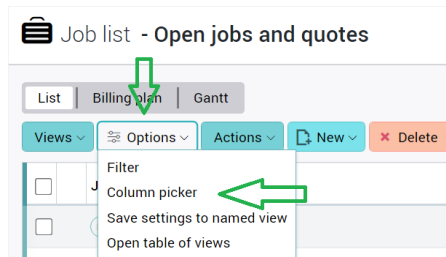 Job list - Open jobs and quotes
List Billing plan Gantt
Views Options Actions New Delete
Filter
J
Column picker
Save settings to named view
Open table of views